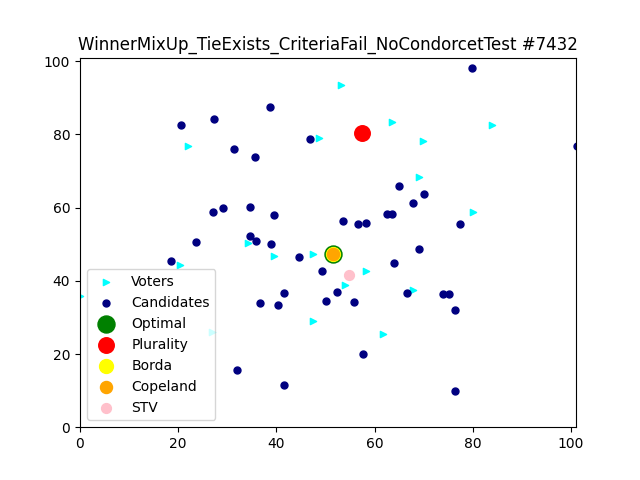 WinnerMixUp_TieExists_CriteriaFail_NoCondorcetTest #7432
100
80
60
40
20
0
Voters
Candidates
Optimal
Plurality
Borda
Copeland
STV
0 20 40 60 80 100